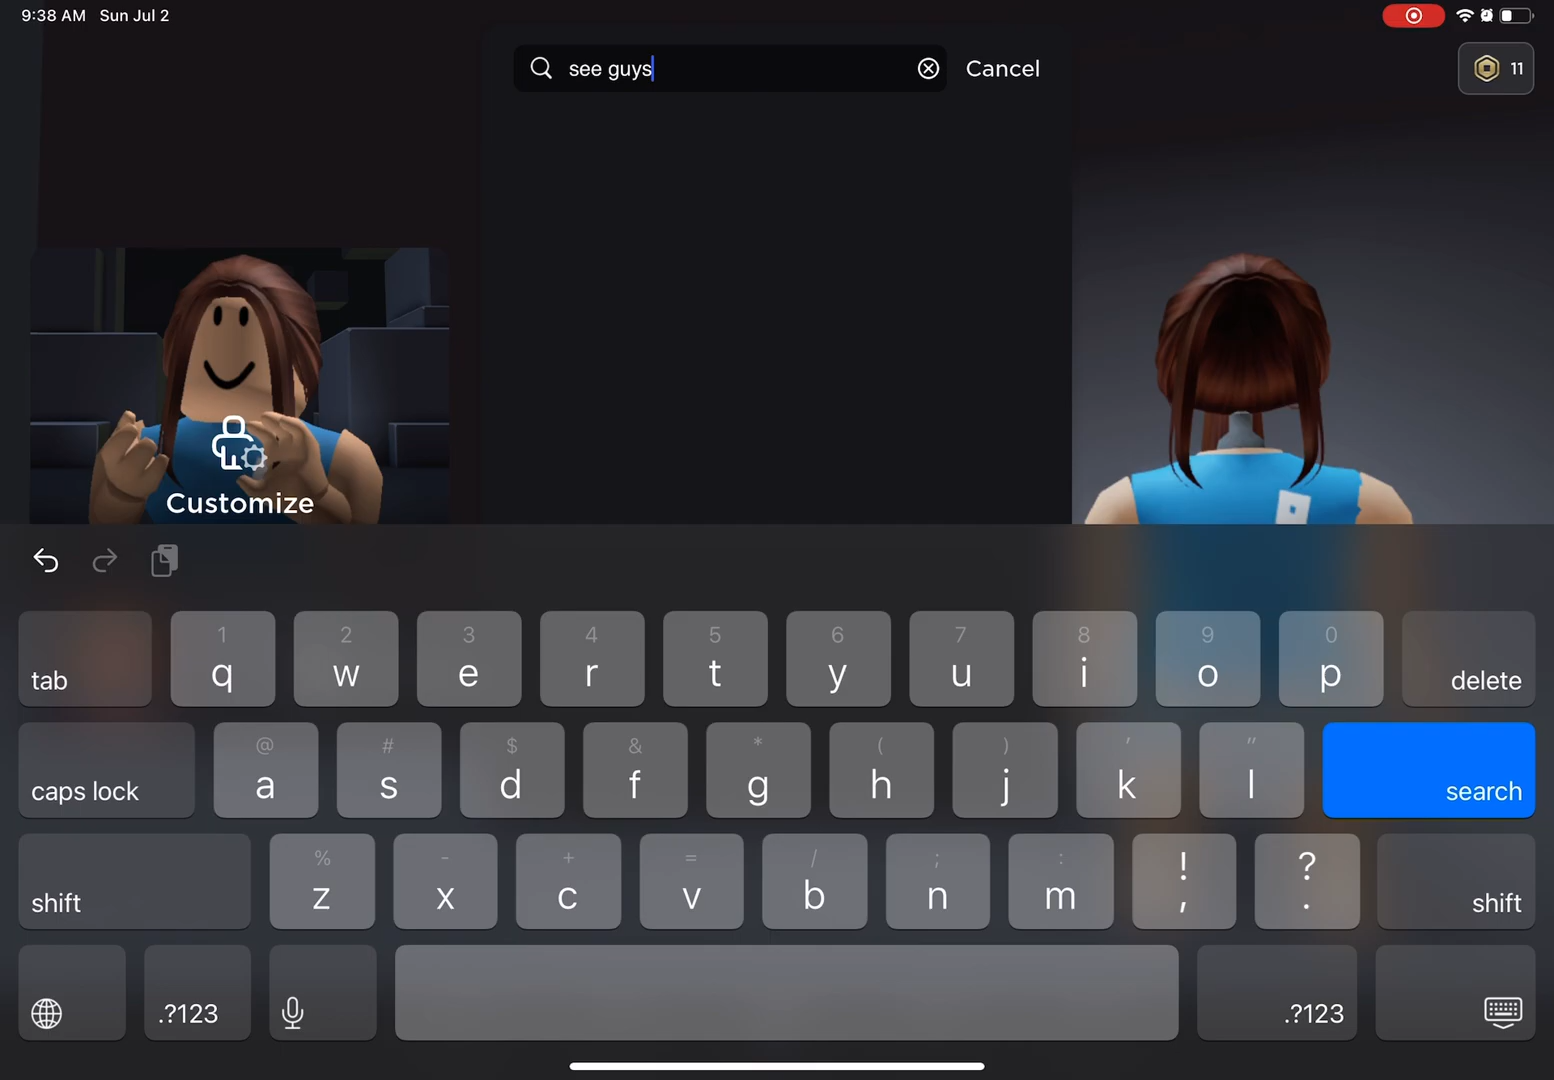 9:38 AM Sun Jul 2
see guys
Cancel
11
Customize
1 2 3 4 5 6 7 8 9 0
tab q w e r t y u i o p delete
@ # $ & * ( ) ' "
caps lock a s d f g h j k l search
% - + = / ; : ! ?
shift z x c v b n m , . shift
.?123 .?123